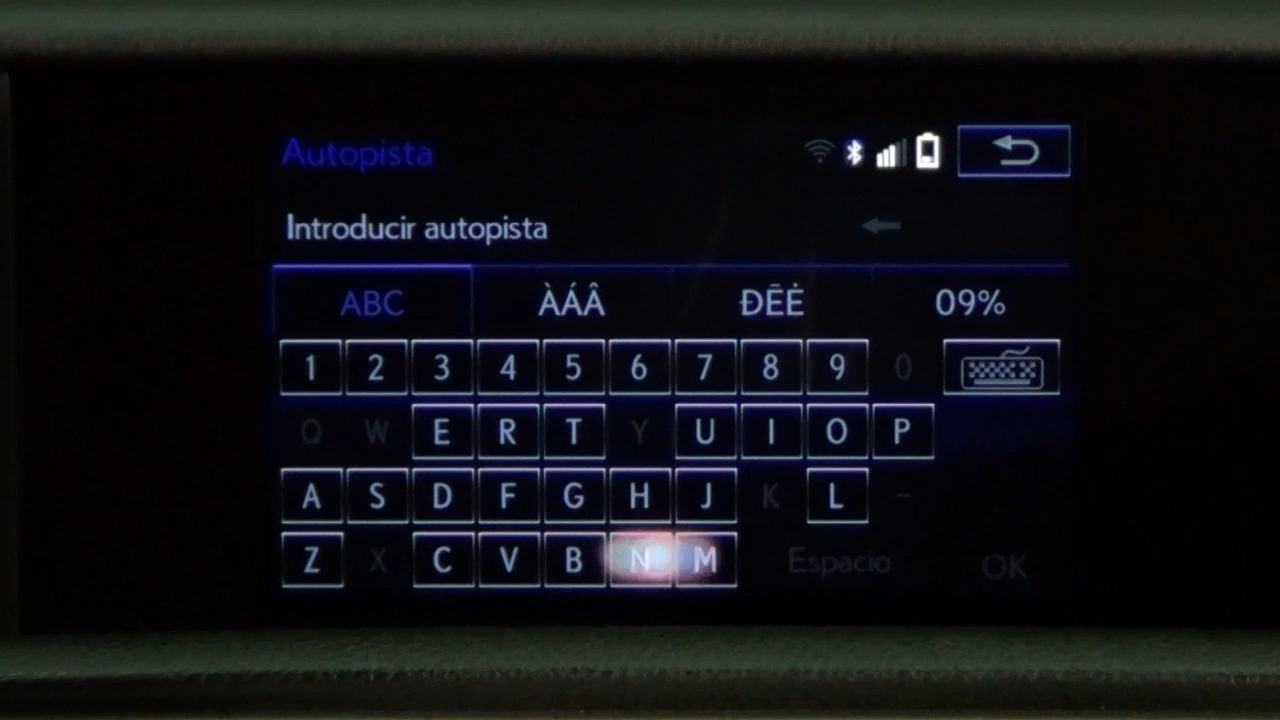 Autopista
Introducir autopista
ABC ÀÁÂ ĐĒĖ 09%
1 2 3 4 5 6 7 8 9 0
Q W E R T Y U I O P
A S D F G H J K L -
Z X C V B N M Espacio OK